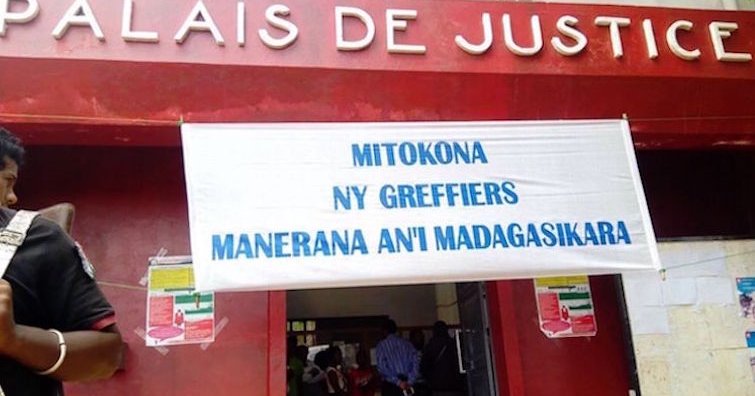 PALAIS DE JUSTICE
MITOKONA
NY GREFFIERS
MANERANA AN'I MADAGASIKARA